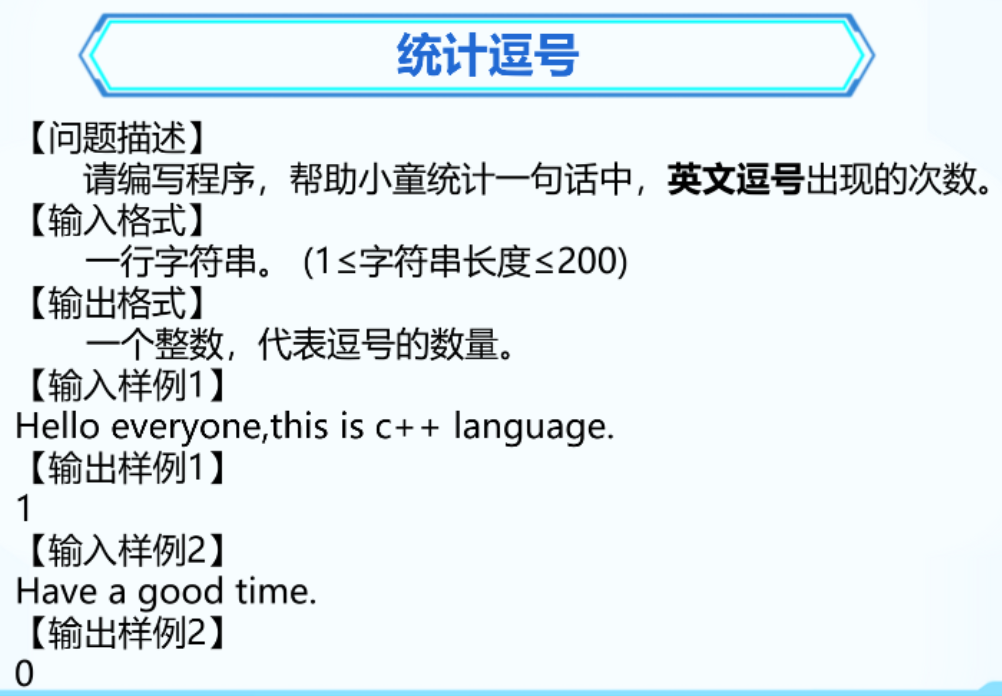 统计逗号
【问题描述】
请编写程序，帮助小童统计一句话中，英文逗号出现的次数。
【输入格式】
一行字符串。 (1≤字符串长度≤200)
【输出格式】
一个整数，代表逗号的数量。
【输入样例1】
Hello everyone,this is c++ language.
【输出样例1】
1
【输入样例2】
Have a good time.
【输出样例2】
0